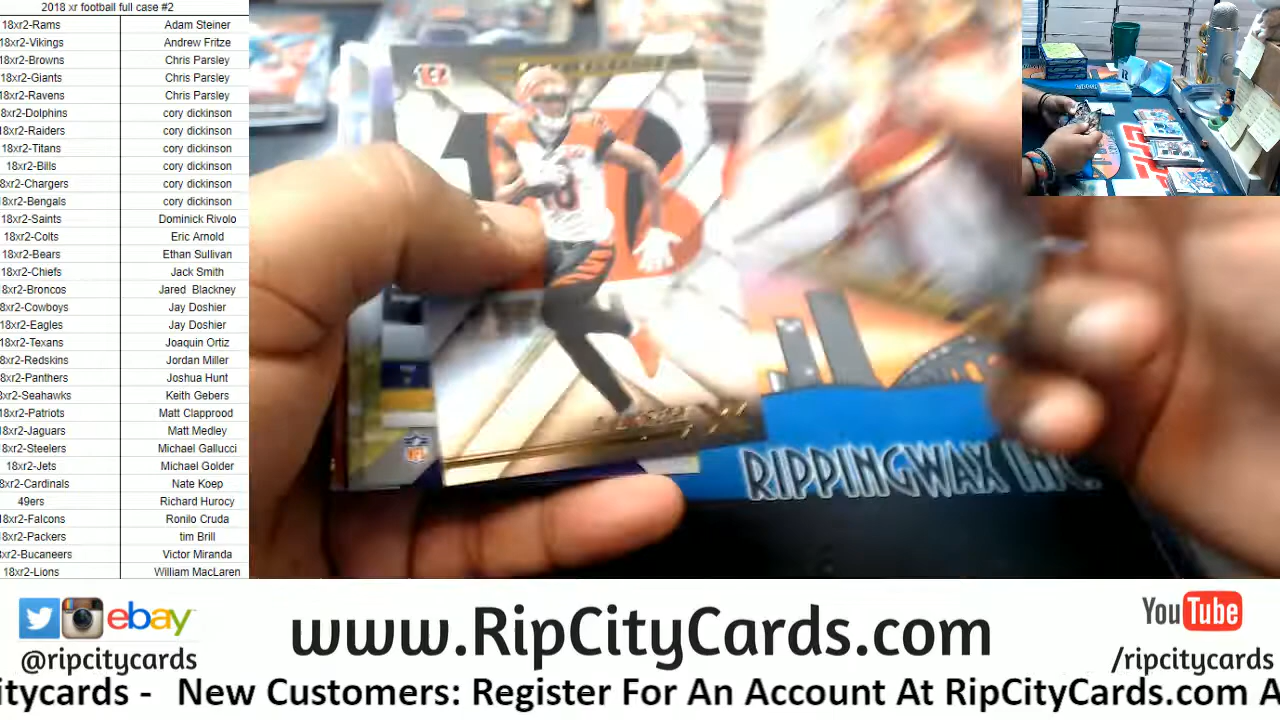 2018 xr football full case #2
18xr2-Rams Adam Steiner
18xr2-Vikings Andrew Fritze
18xr2-Browns Chris Parsley
18xr2-Giants Chris Parsley
18xr2-Ravens Chris Parsley
8xr2-Dolphins cory dickinson
18xr2-Raiders cory dickinson
18xr2-Titans cory dickinson
18xr2-Bills cory dickinson
8xr2-Chargers cory dickinson
8xr2-Bengals cory dickinson
18xr2-Saints Dominick Rivolo
18xr2-Colts Eric Arnold
18xr2-Bears Ethan Sullivan
18xr2-Chiefs Jack Smith
8xr2-Broncos Jared Blackney
8xr2-Cowboys Jay Doshier
18xr2-Eagles Jay Doshier
18xr2-Texans Joaquin Ortiz
8xr2-Redskins Jordan Miller
8xr2-Panthers Joshua Hunt
xr2-Seahawks Keith Gebers
18xr2-Patriots Matt Clapprood
8xr2-Jaguars Matt Medley
8xr2-Steelers Michael Gallucci
18xr2-Jets Michael Golder
8xr2-Cardinals Nate Koep
49ers Richard Hurocy
18xr2-Falcons Ronilo Cruda
8xr2-Packers tim Brill
xr2-Bucaneers Victor Miranda
18xr2-Lions William MacLaren
18
NFL
RIPPINGWAX INC.
ebay
@ripcitycards
www.RipCityCards.com
YouTube
/ripcitycards
itycards - New Customers: Register For An Account At RipCityCards.com A